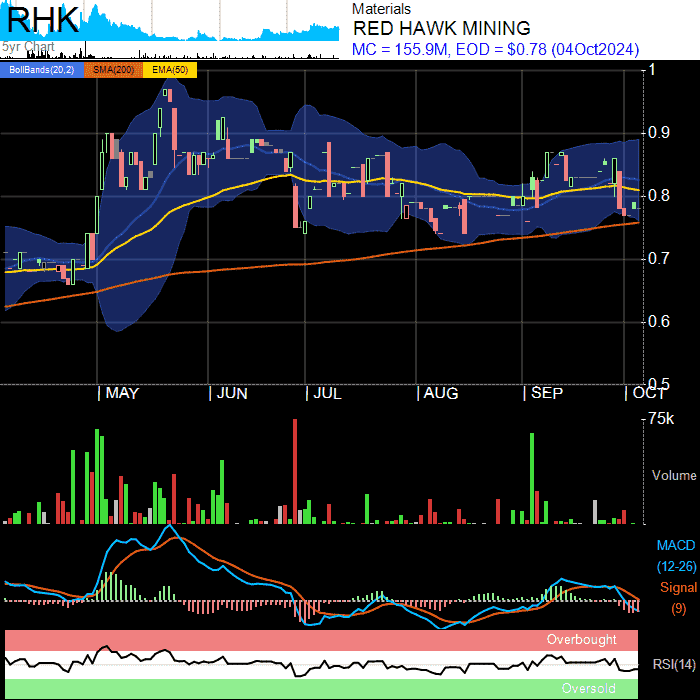 RHK
5yr Chart
Materials
RED HAWK MINING
MC = 155.9M, EOD = $0.78 (04Oct2024)
BollBands(20,2) SMA(200) EMA(50)
1
0.9
0.8
0.7
0.6
0.5
MAY JUN JUL AUG SEP OCT
75k
Volume
MACD
(12-26)
Signal
(9)
Overbought
RSI(14)
Oversold